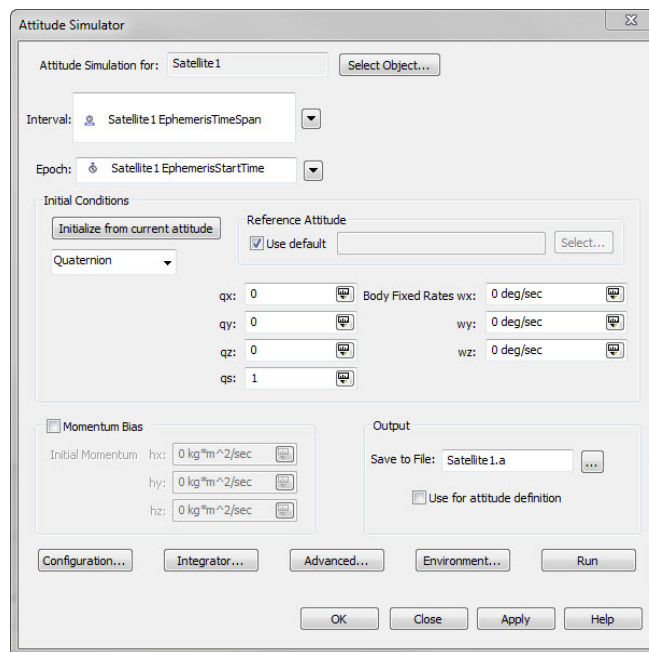 Attitude Simulator
Attitude Simulation for: Satellite1 Select Object...
Interval: Satellite1 EphemerisTimeSpan
Epoch: Satellite1 EphemerisStartTime
Initial Conditions
Initialize from current attitude
Reference Attitude
Use default Select...
Quaternion
qx: 0 Body Fixed Rates wx: 0 deg/sec
qy: 0 wy: 0 deg/sec
qz: 0 wz: 0 deg/sec
qs: 1
Momentum Bias
Initial Momentum hx: 0 kg*m^2/sec
hy: 0 kg*m^2/sec
hz: 0 kg*m^2/sec
Output
Save to File: Satellite1.a ...
Use for attitude definition
Configuration... Integrator... Advanced... Environment... Run
OK Close Apply Help